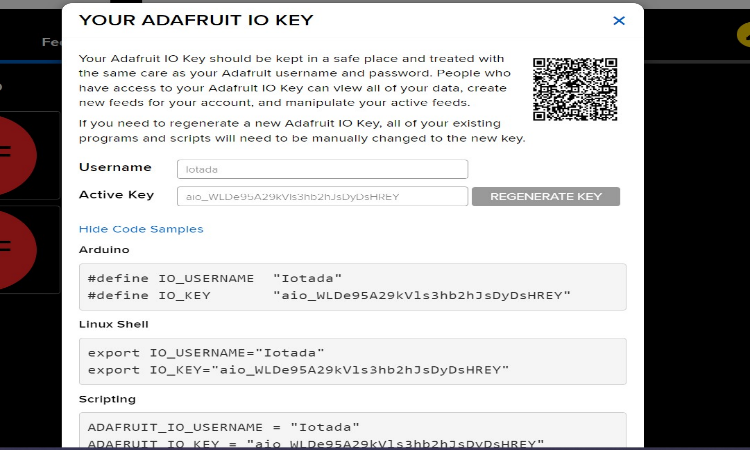 YOUR ADAFRUIT IO KEY
Your Adafruit IO Key should be kept in a safe place and treated with
the same care as your Adafruit username and password. People who
have access to your Adafruit IO Key can view all of your data, create
new feeds for your account, and manipulate your active feeds.
If you need to regenerate a new Adafruit IO Key, all of your existing
programs and scripts will need to be manually changed to the new key.
Username
Iotada
Active Key
aio_WLDe95A29kVls3hb2hJsDyDsHREY
REGENERATE KEY
Hide Code Samples
Arduino
#define IO_USERNAME "Iotada"
#define IO_KEY "aio_WLDe95A29kVls3hb2hJsDyDsHREY"
Linux Shell
export IO_USERNAME="Iotada"
export IO_KEY="aio_WLDe95A29kVls3hb2hJsDyDsHREY"
Scripting
ADAFRUIT_IO_USERNAME = "Iotada"
ADAFRUIT_IO_KEY = "aio_WLDe95A29kVls3hb2hJsDyDsHREY"